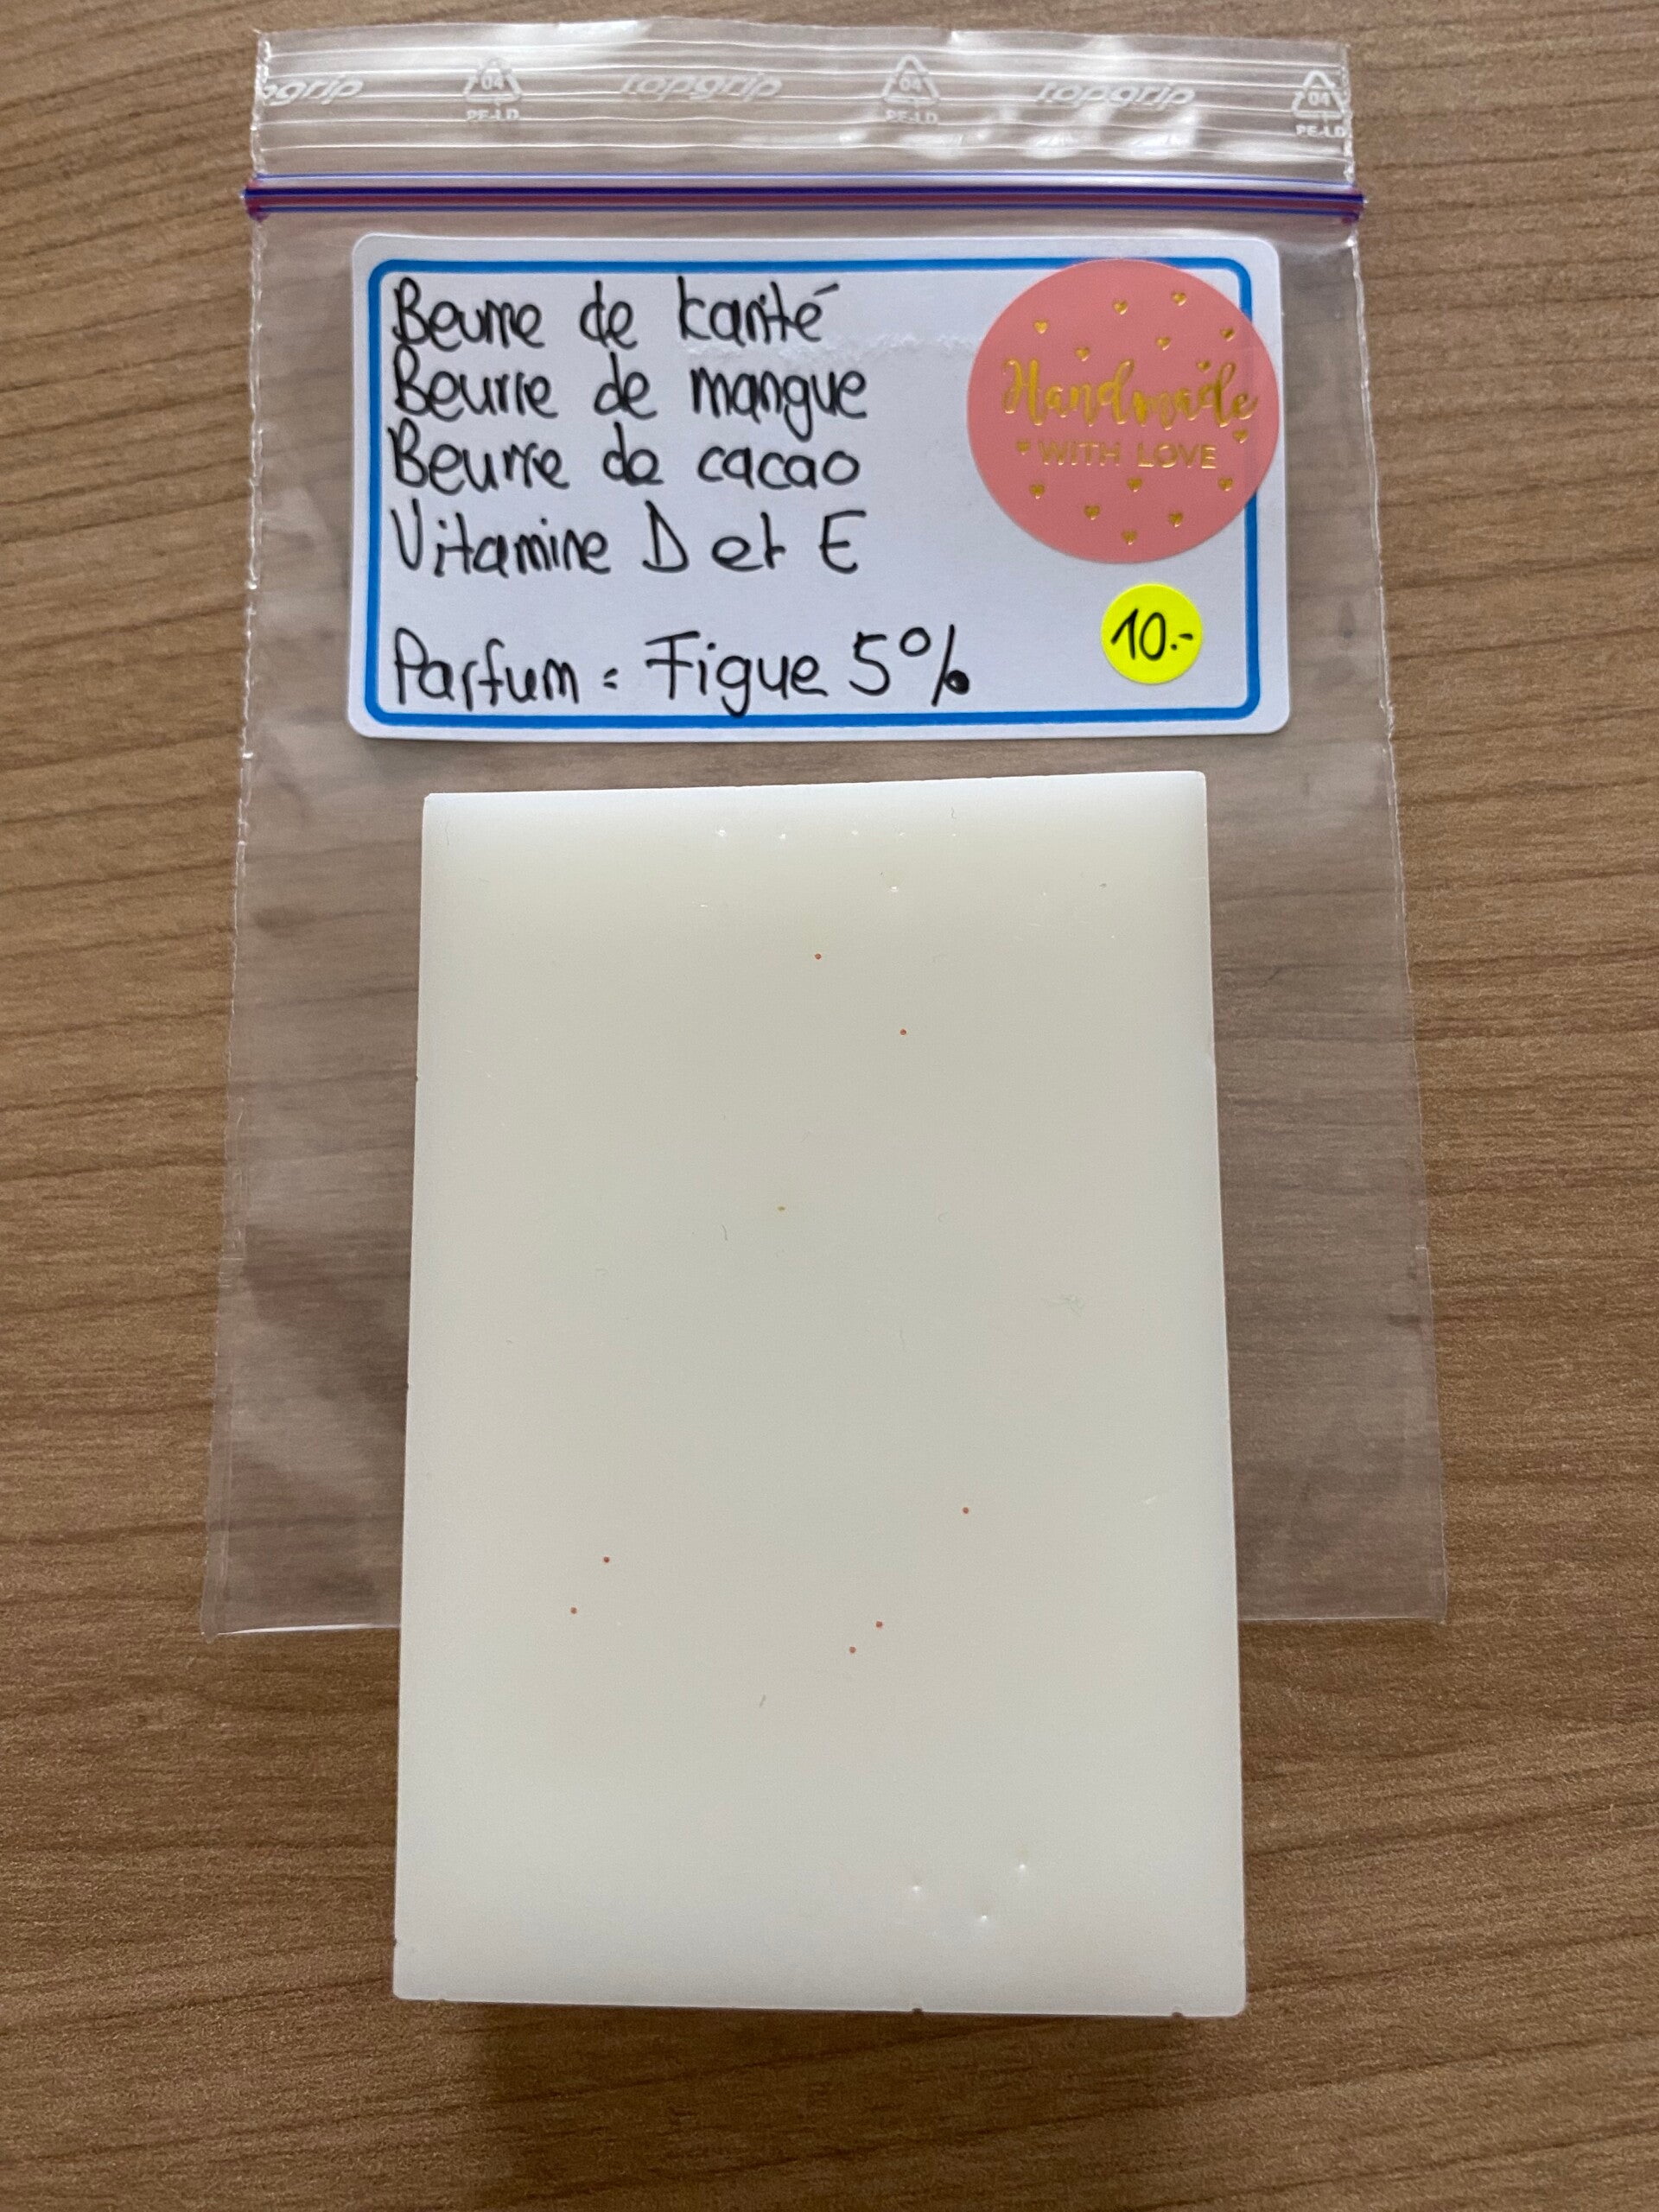 opgrip 04 PE-LD topgrip 04 PE-LD topgrip 04 PE-LD
Beurre de karité
Beurre de mangue
Beurre de cacao
Vitamine D et E
Parfum = Figue 5%
Handmade
WITH LOVE
10.-